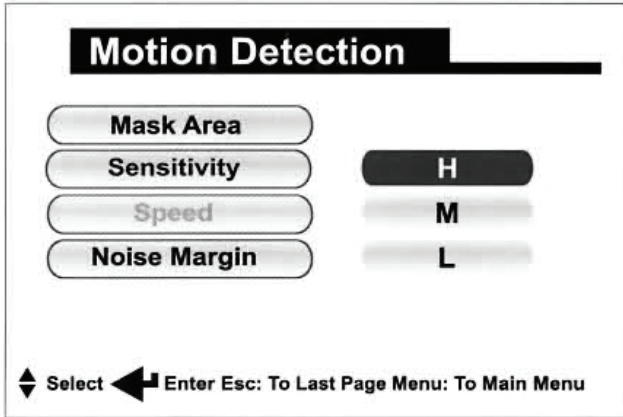 Motion Detection
Mask Area
Sensitivity H
Speed M
Noise Margin L
Select Enter Esc: To Last Page Menu: To Main Menu